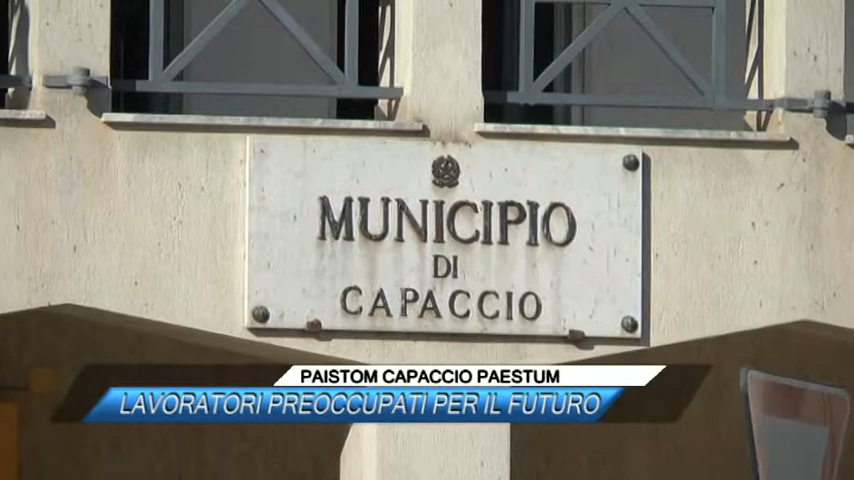 MUNICIPIO
DI
CAPACCIO
PAISTOM CAPACCIO PAESTUM
LAVORATORI PREOCCUPATI PER IL FUTURO